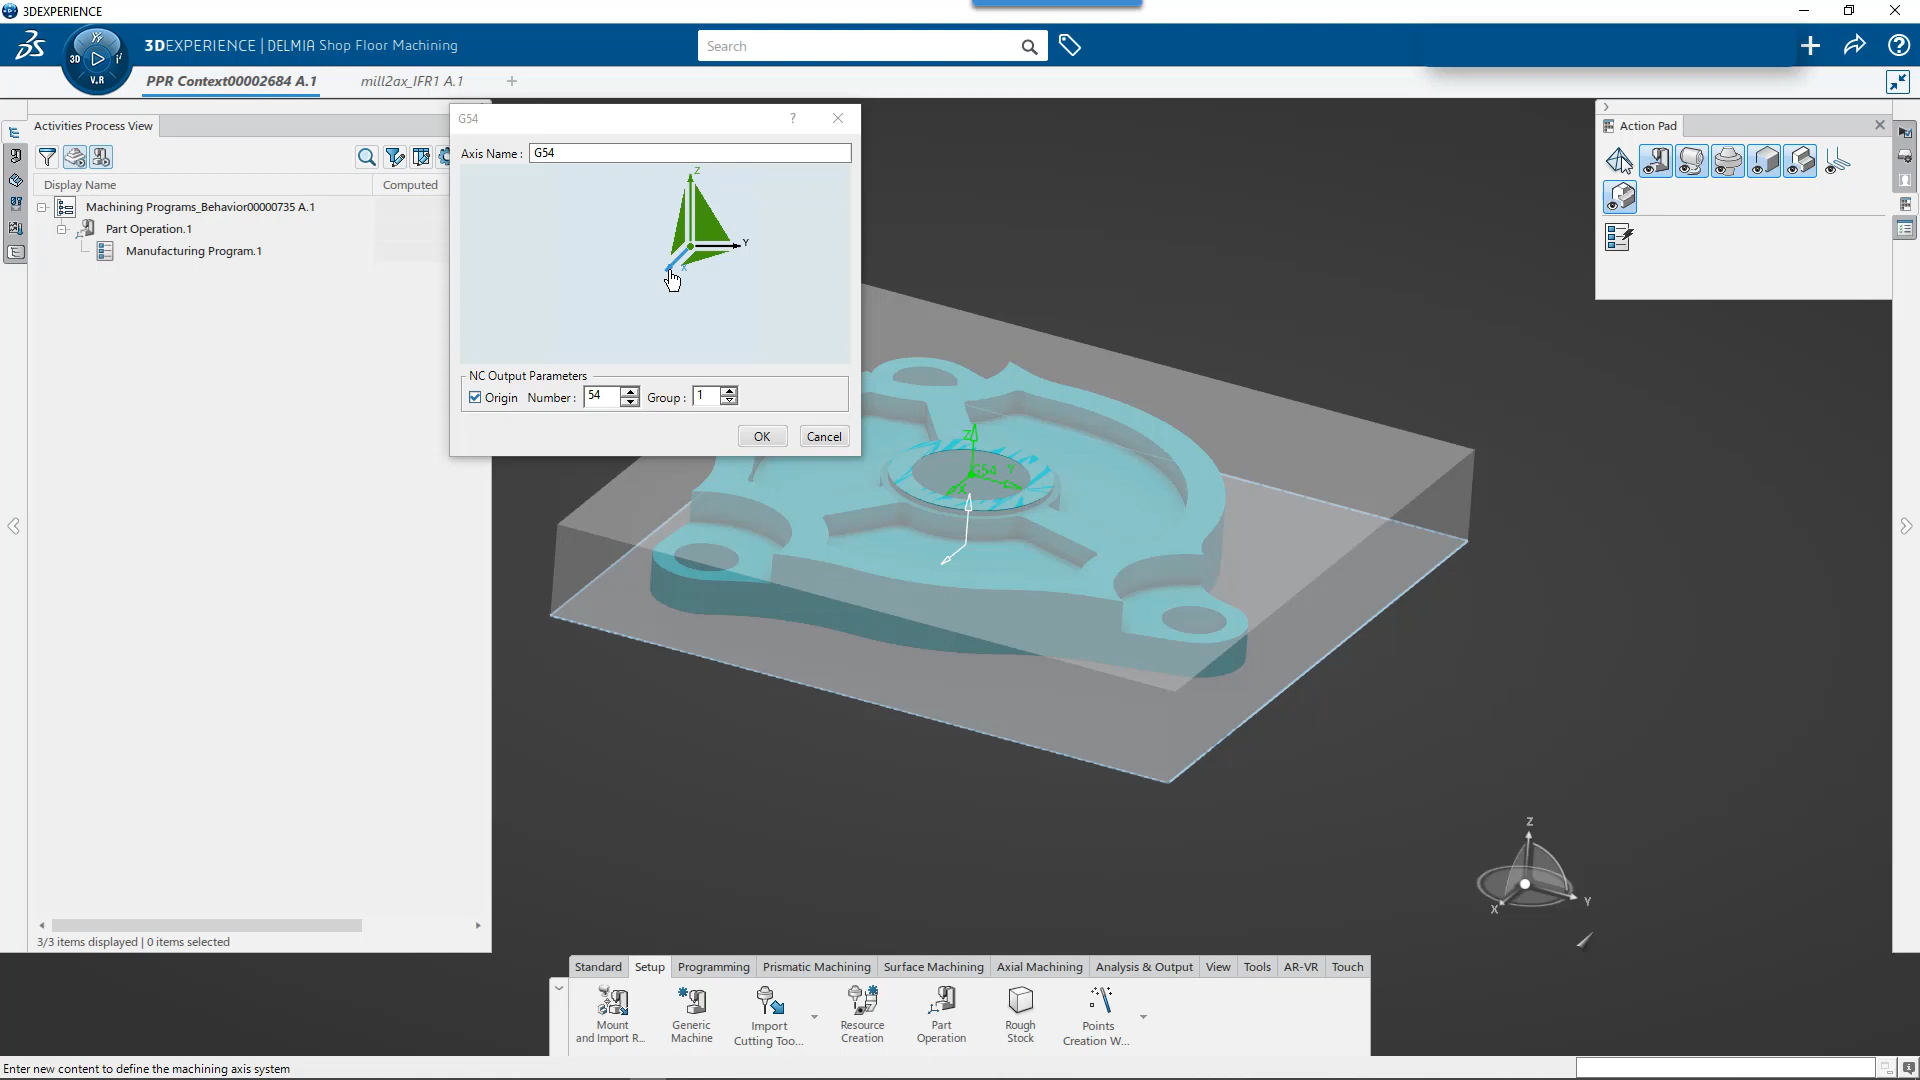 3DEXPERIENCE
3DEXPERIENCE | DELMIA Shop Floor Machining
Search
3D
V.R
PPR Context00002684 A.1
mill2ax_IFR1 A.1
Activities Process View
Display Name
Computed
Machining Programs_Behavior00000735 A.1
Part Operation.1
Manufacturing Program.1
3/3 items displayed | 0 items selected
G54
Axis Name :
G54
Z
Y
X
NC Output Parameters
Origin
Number :
54
Group :
1
OK
Cancel
Action Pad
Z
G54
Y
X
Z
Y
X
Standard
Setup
Programming
Prismatic Machining
Surface Machining
Axial Machining
Analysis & Output
View
Tools
AR-VR
Touch
Mount
and Import R...
Generic
Machine
Import
Cutting Too...
Resource
Creation
Part
Operation
Rough
Stock
Points
Creation W...
Enter new content to define the machining axis system